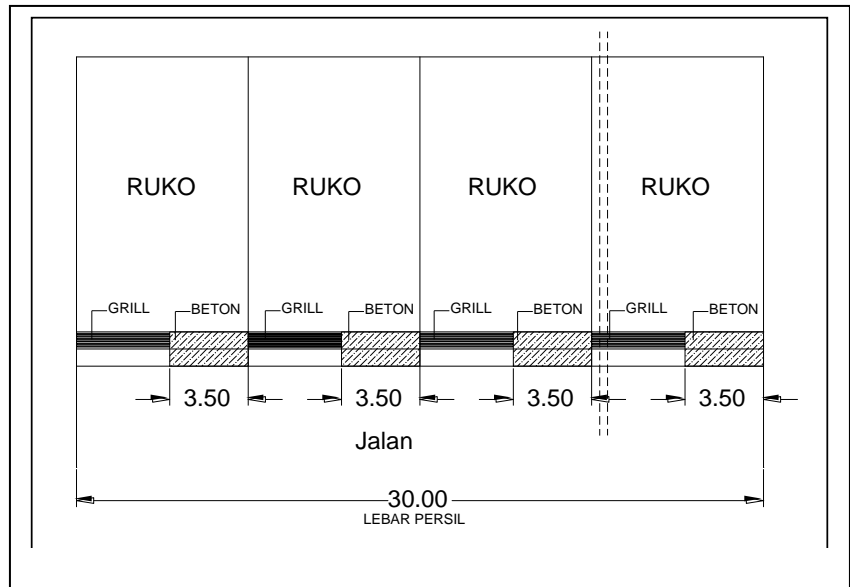 RUKO RUKO RUKO RUKO
GRILL BETON GRILL BETON GRILL BETON GRILL BETON
3.50 3.50 3.50 3.50
Jalan
30.00
LEBAR PERSIL